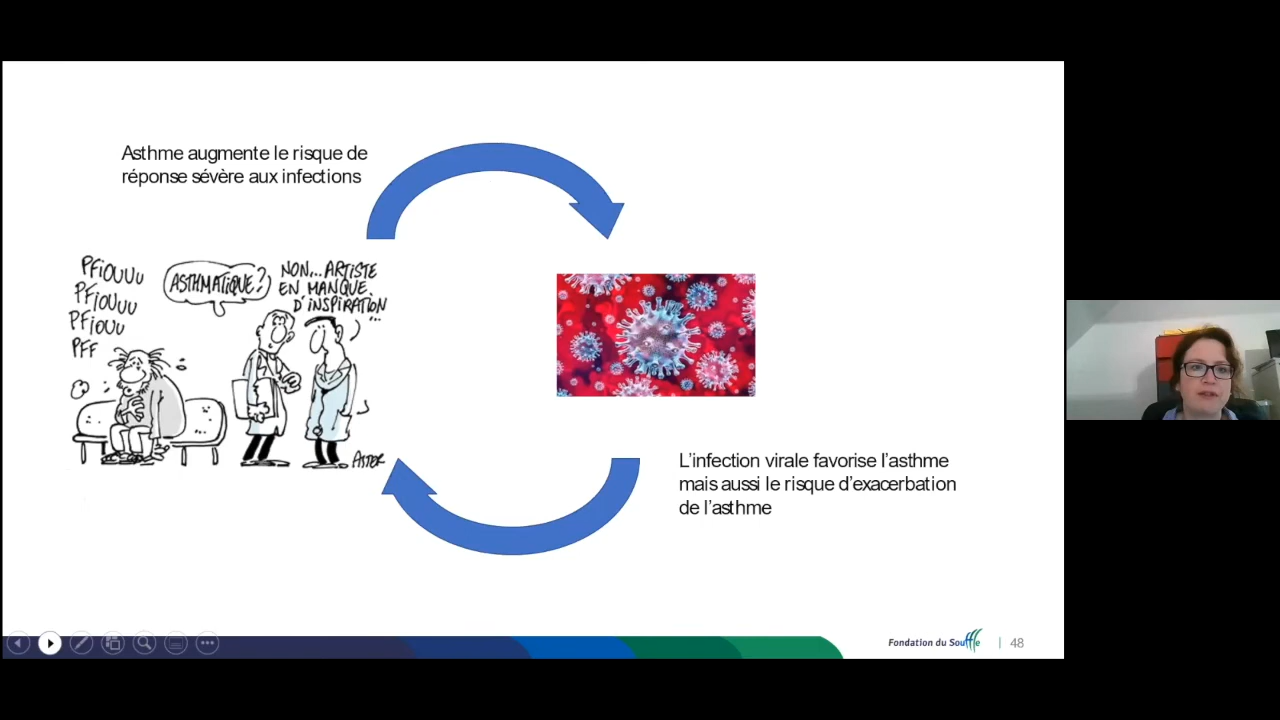 Asthme augmente le risque de
réponse sévère aux infections
PFiOUUU
PFiOUUU
PFiOUU
PFF
ASTHMATIQUE?
NON... ARTISTE
EN MANQUE
D'INSPIRATION
...
ASTER
L'infection virale favorise l'asthme
mais aussi le risque d'exacerbation
de l'asthme
Fondation du Souffle
| 48